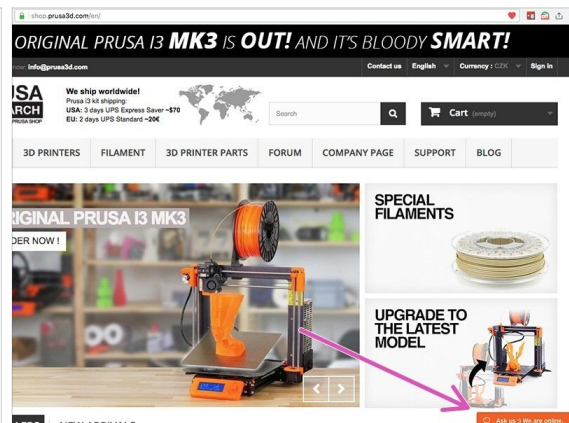 shop.prusa3d.com/en/
ORIGINAL PRUSA I3 MK3 IS OUT! AND IT'S BLOODY SMART!
info@prusa3d.com
Contact us English Currency : CZK Sign in
We ship worldwide!
Prusa i3 kit shipping:
USA: 3 days UPS Express Saver ~$70
EU: 2 days UPS Standard ~20€
USA
ARCH
PRUSA SHOP
Search
Cart (empty)
3D PRINTERS FILAMENT 3D PRINTER PARTS FORUM COMPANY PAGE SUPPORT BLOG
RIGINAL PRUSA I3 MK3
DER NOW !
SPECIAL
FILAMENTS
UPGRADE TO
THE LATEST
MODEL
Ask us :) We are online.